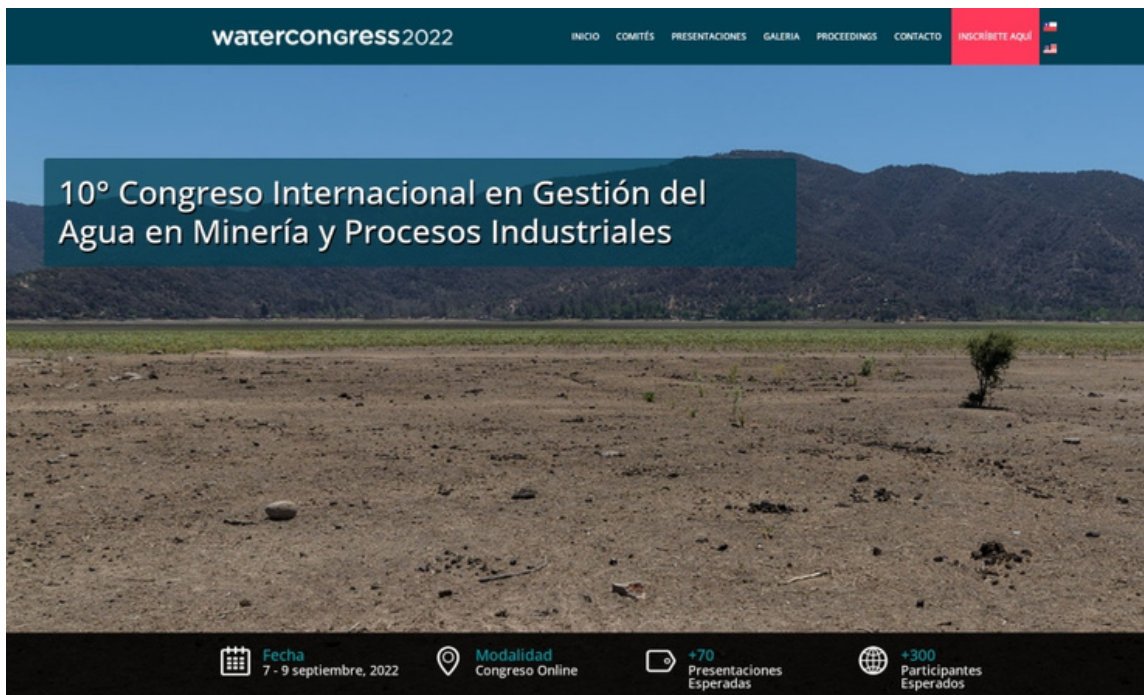 watercongress2022
INICIO COMITÉS PRESENTACIONES GALERIA PROCEEDINGS CONTACTO INSCRÍBETE AQUÍ
10° Congreso Internacional en Gestión del
Agua en Minería y Procesos Industriales
Fecha
7 - 9 septiembre, 2022
Modalidad
Congreso Online
+70
Presentaciones
Esperadas
+300
Participantes
Esperados